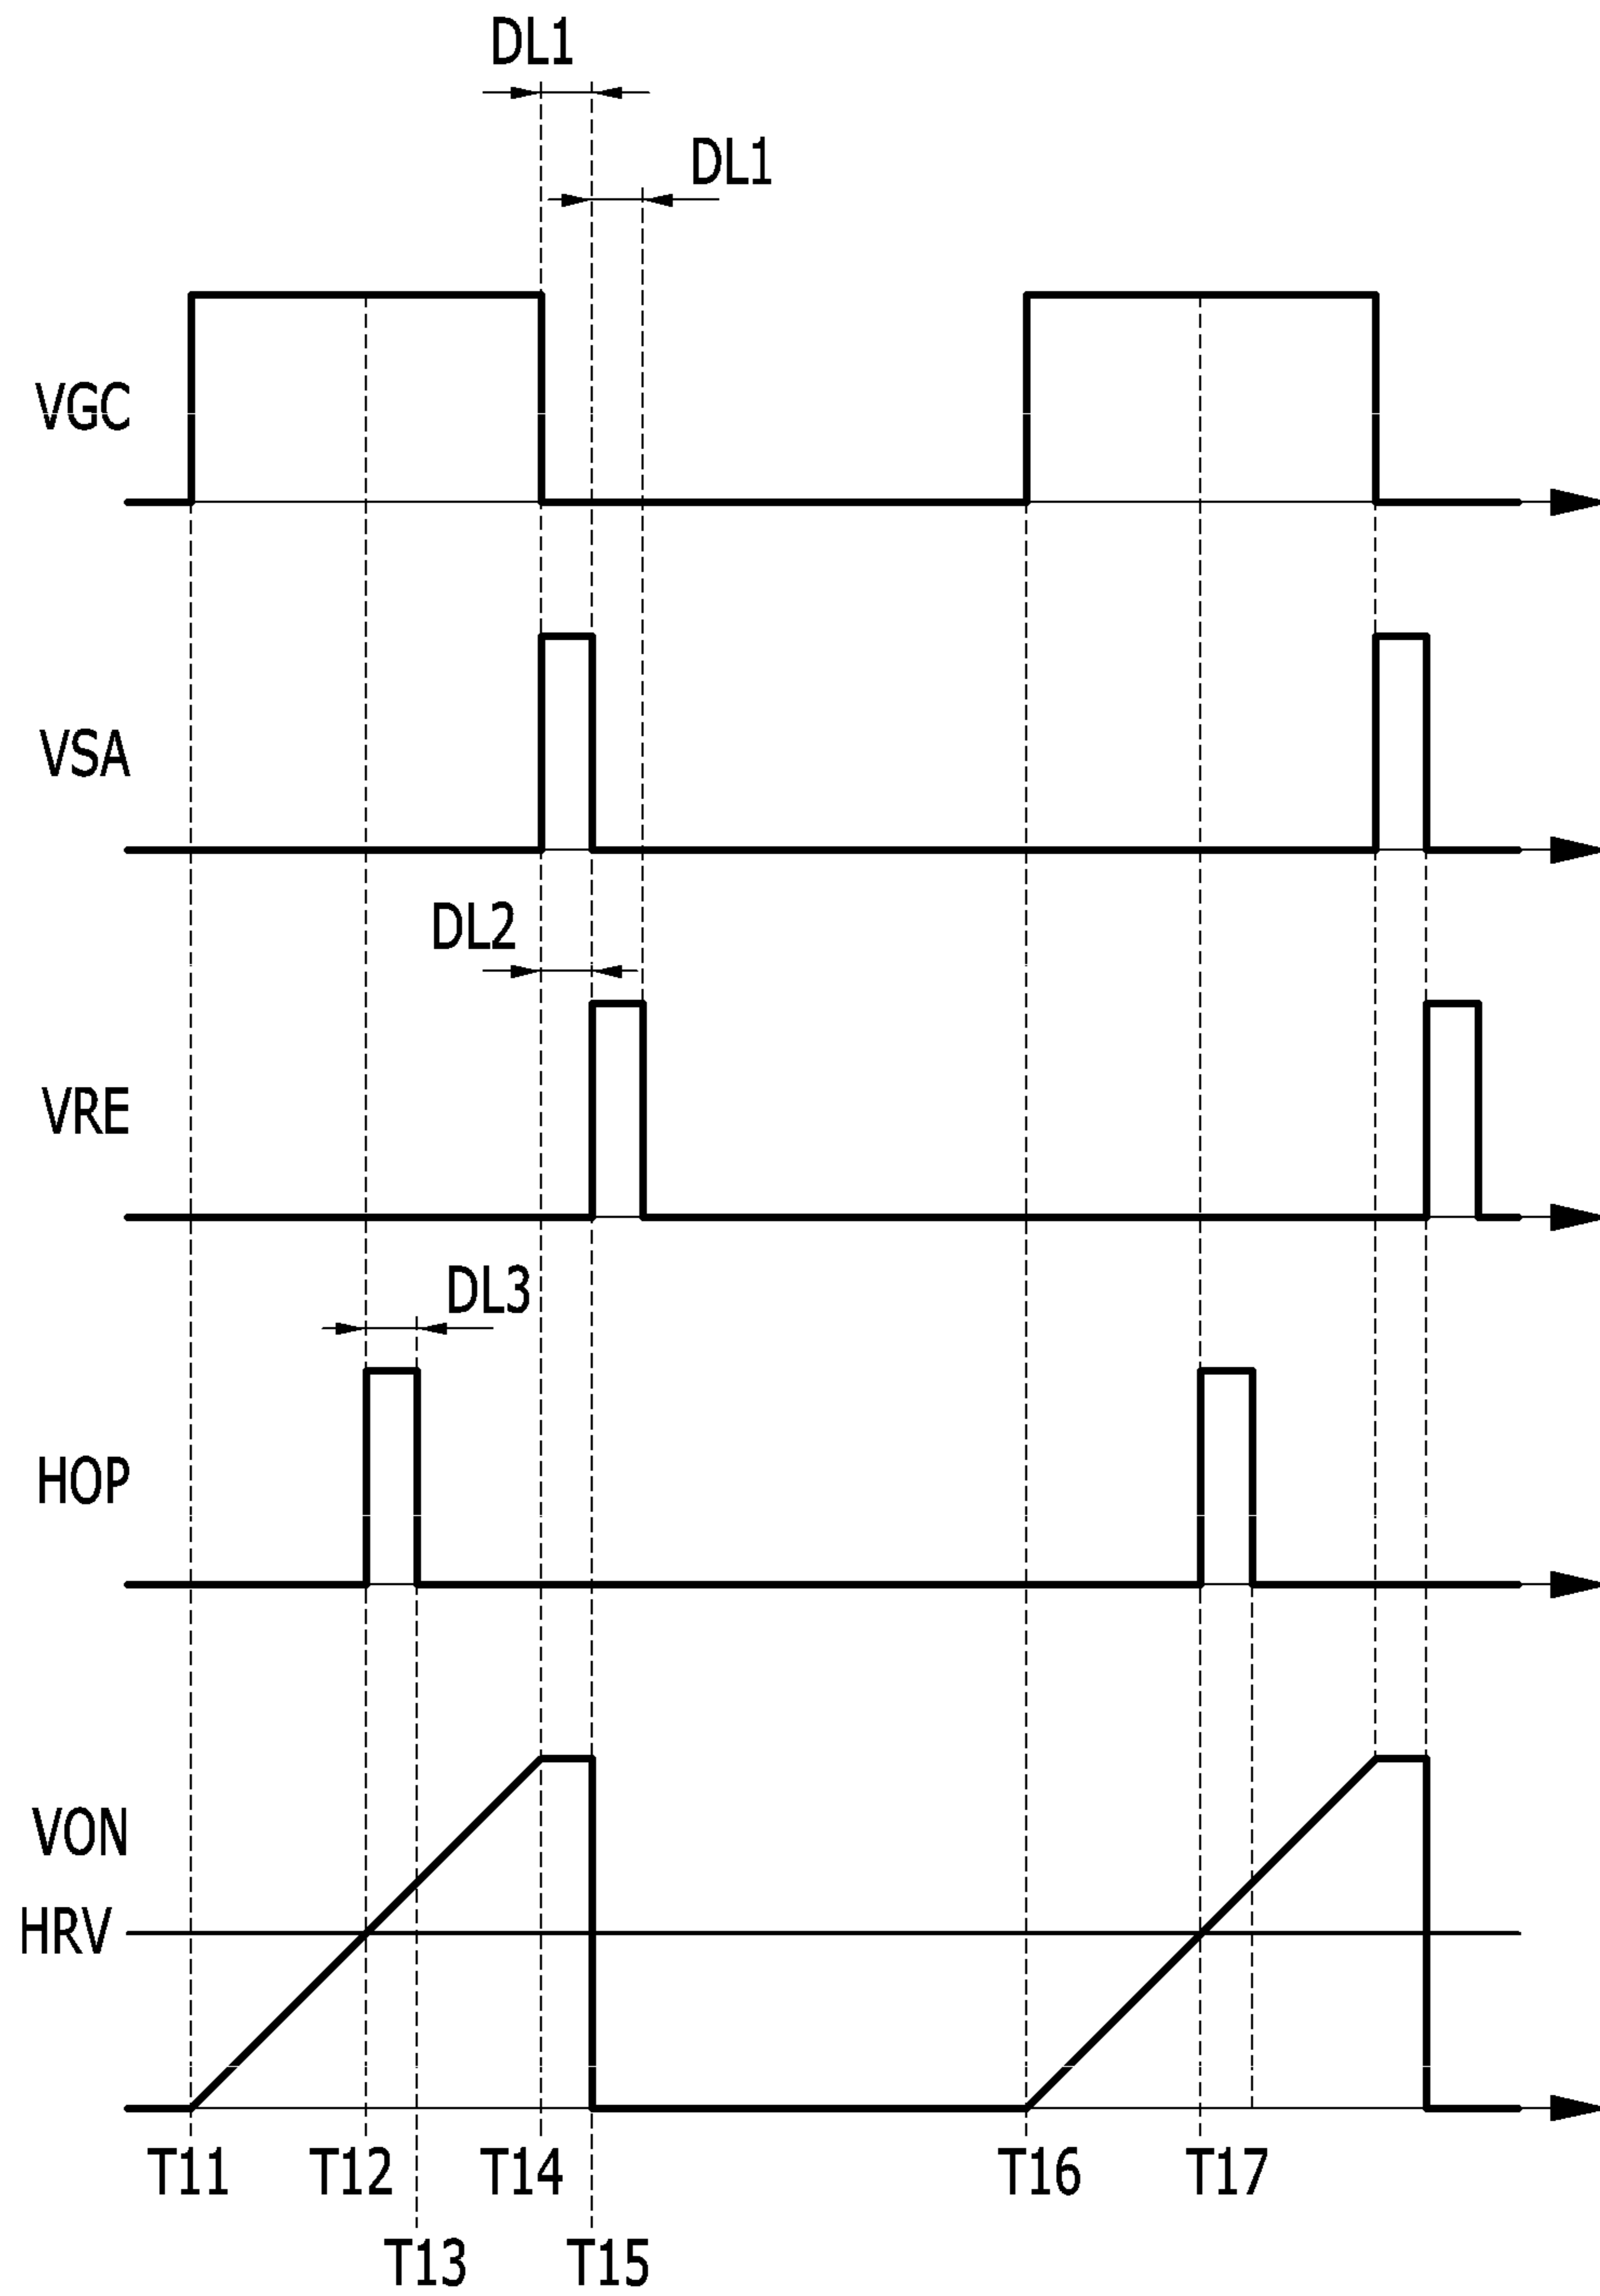 DL1
DL1
VGC
VSA
DL2
VRE
DL3
HOP
VON
HRV
T11 T12 T14 T16 T17
T13 T15